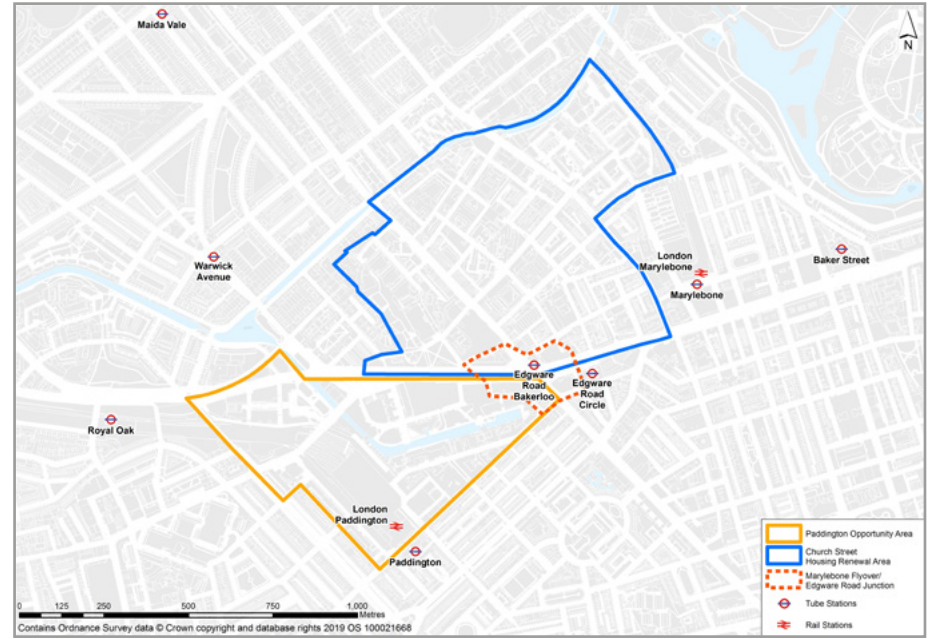 Maida Vale
N
Warwick
Avenue
London
Marylebone
Marylebone
Baker Street
Edgware
Road
Bakerloo
Edgware
Road
Circle
Royal Oak
London
Paddington
Paddington
Paddington Opportunity Area
Church Street
Housing Renewal Area
Marylebone Flyover/
Edgware Road Junction
Tube Stations
Rail Stations
0 125 250 500 750 1,000
Metres
Contains Ordnance Survey data © Crown copyright and database rights 2019 OS 100021668